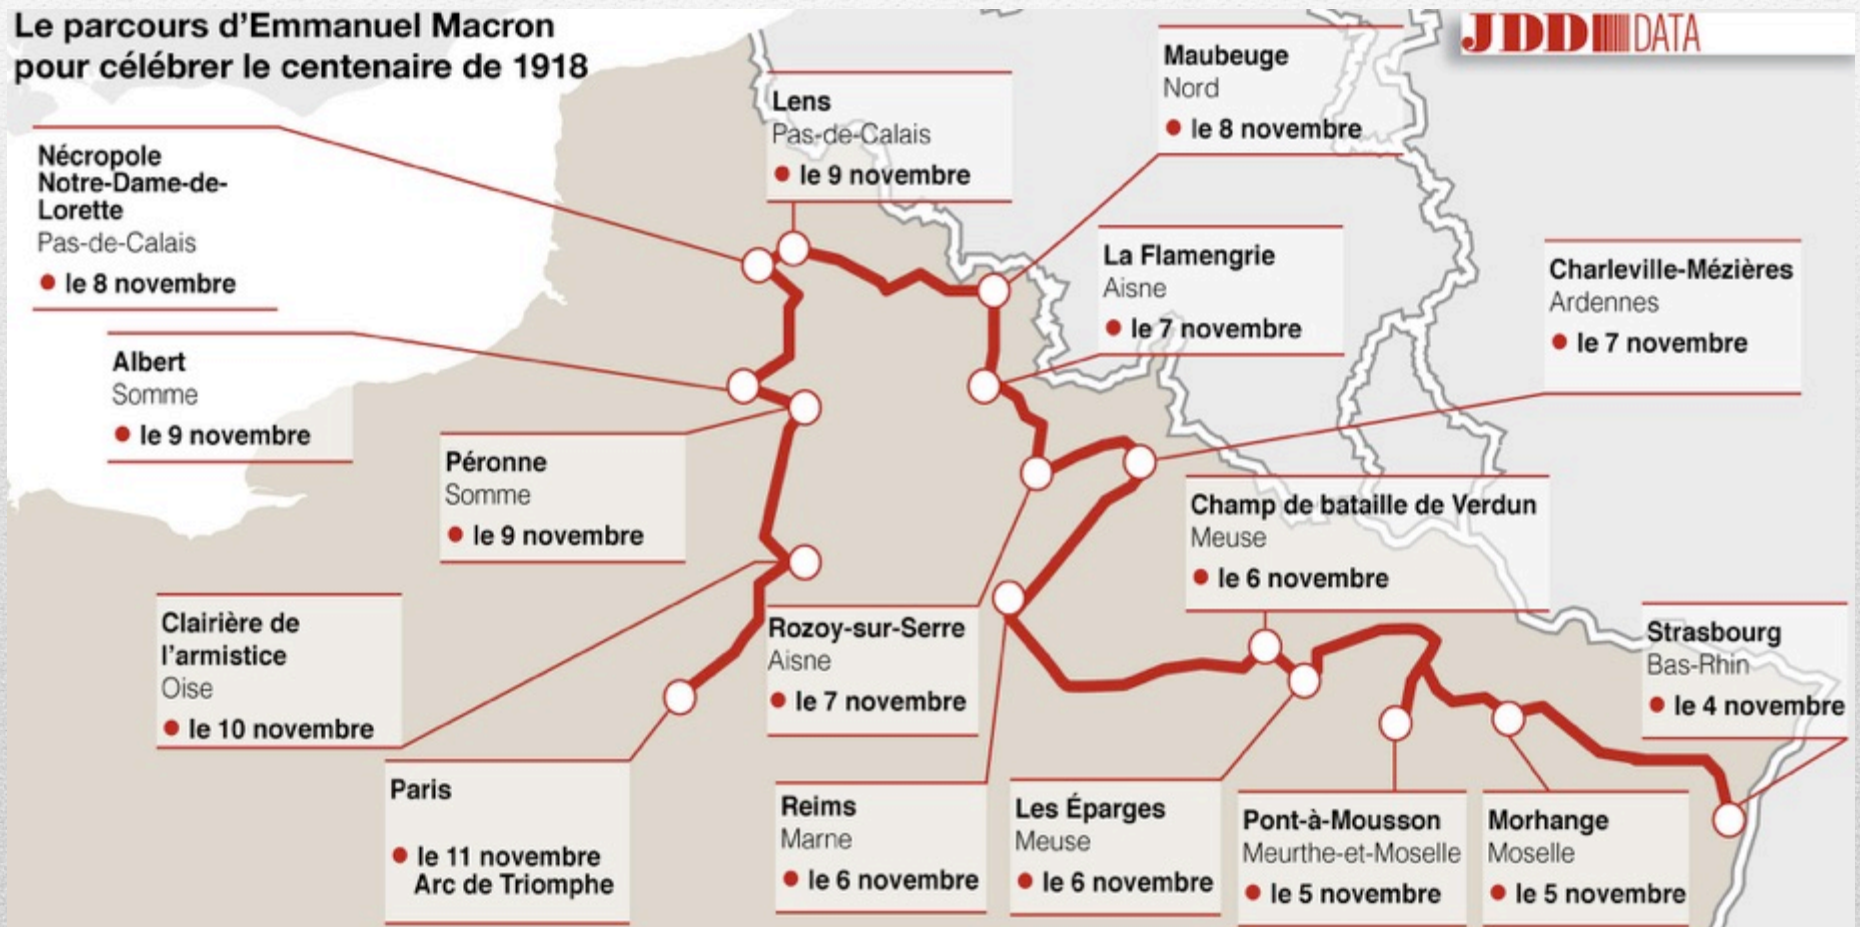 Le parcours d'Emmanuel Macron
pour célébrer le centenaire de 1918
JDD DATA
Maubeuge
Nord
le 8 novembre
Lens
Pas-de-Calais
le 9 novembre
Nécropole
Notre-Dame-de-
Lorette
Pas-de-Calais
le 8 novembre
La Flamengrie
Aisne
le 7 novembre
Charleville-Mézières
Ardennes
le 7 novembre
Albert
Somme
le 9 novembre
Péronne
Somme
le 9 novembre
Champ de bataille de Verdun
Meuse
le 6 novembre
Clairière de
l'armistice
Oise
le 10 novembre
Rozoy-sur-Serre
Aisne
le 7 novembre
Strasbourg
Bas-Rhin
le 4 novembre
Paris
le 11 novembre
Arc de Triomphe
Reims
Marne
le 6 novembre
Les Éparges
Meuse
le 6 novembre
Pont-à-Mousson
Meurthe-et-Moselle
le 5 novembre
Morhange
Moselle
le 5 novembre